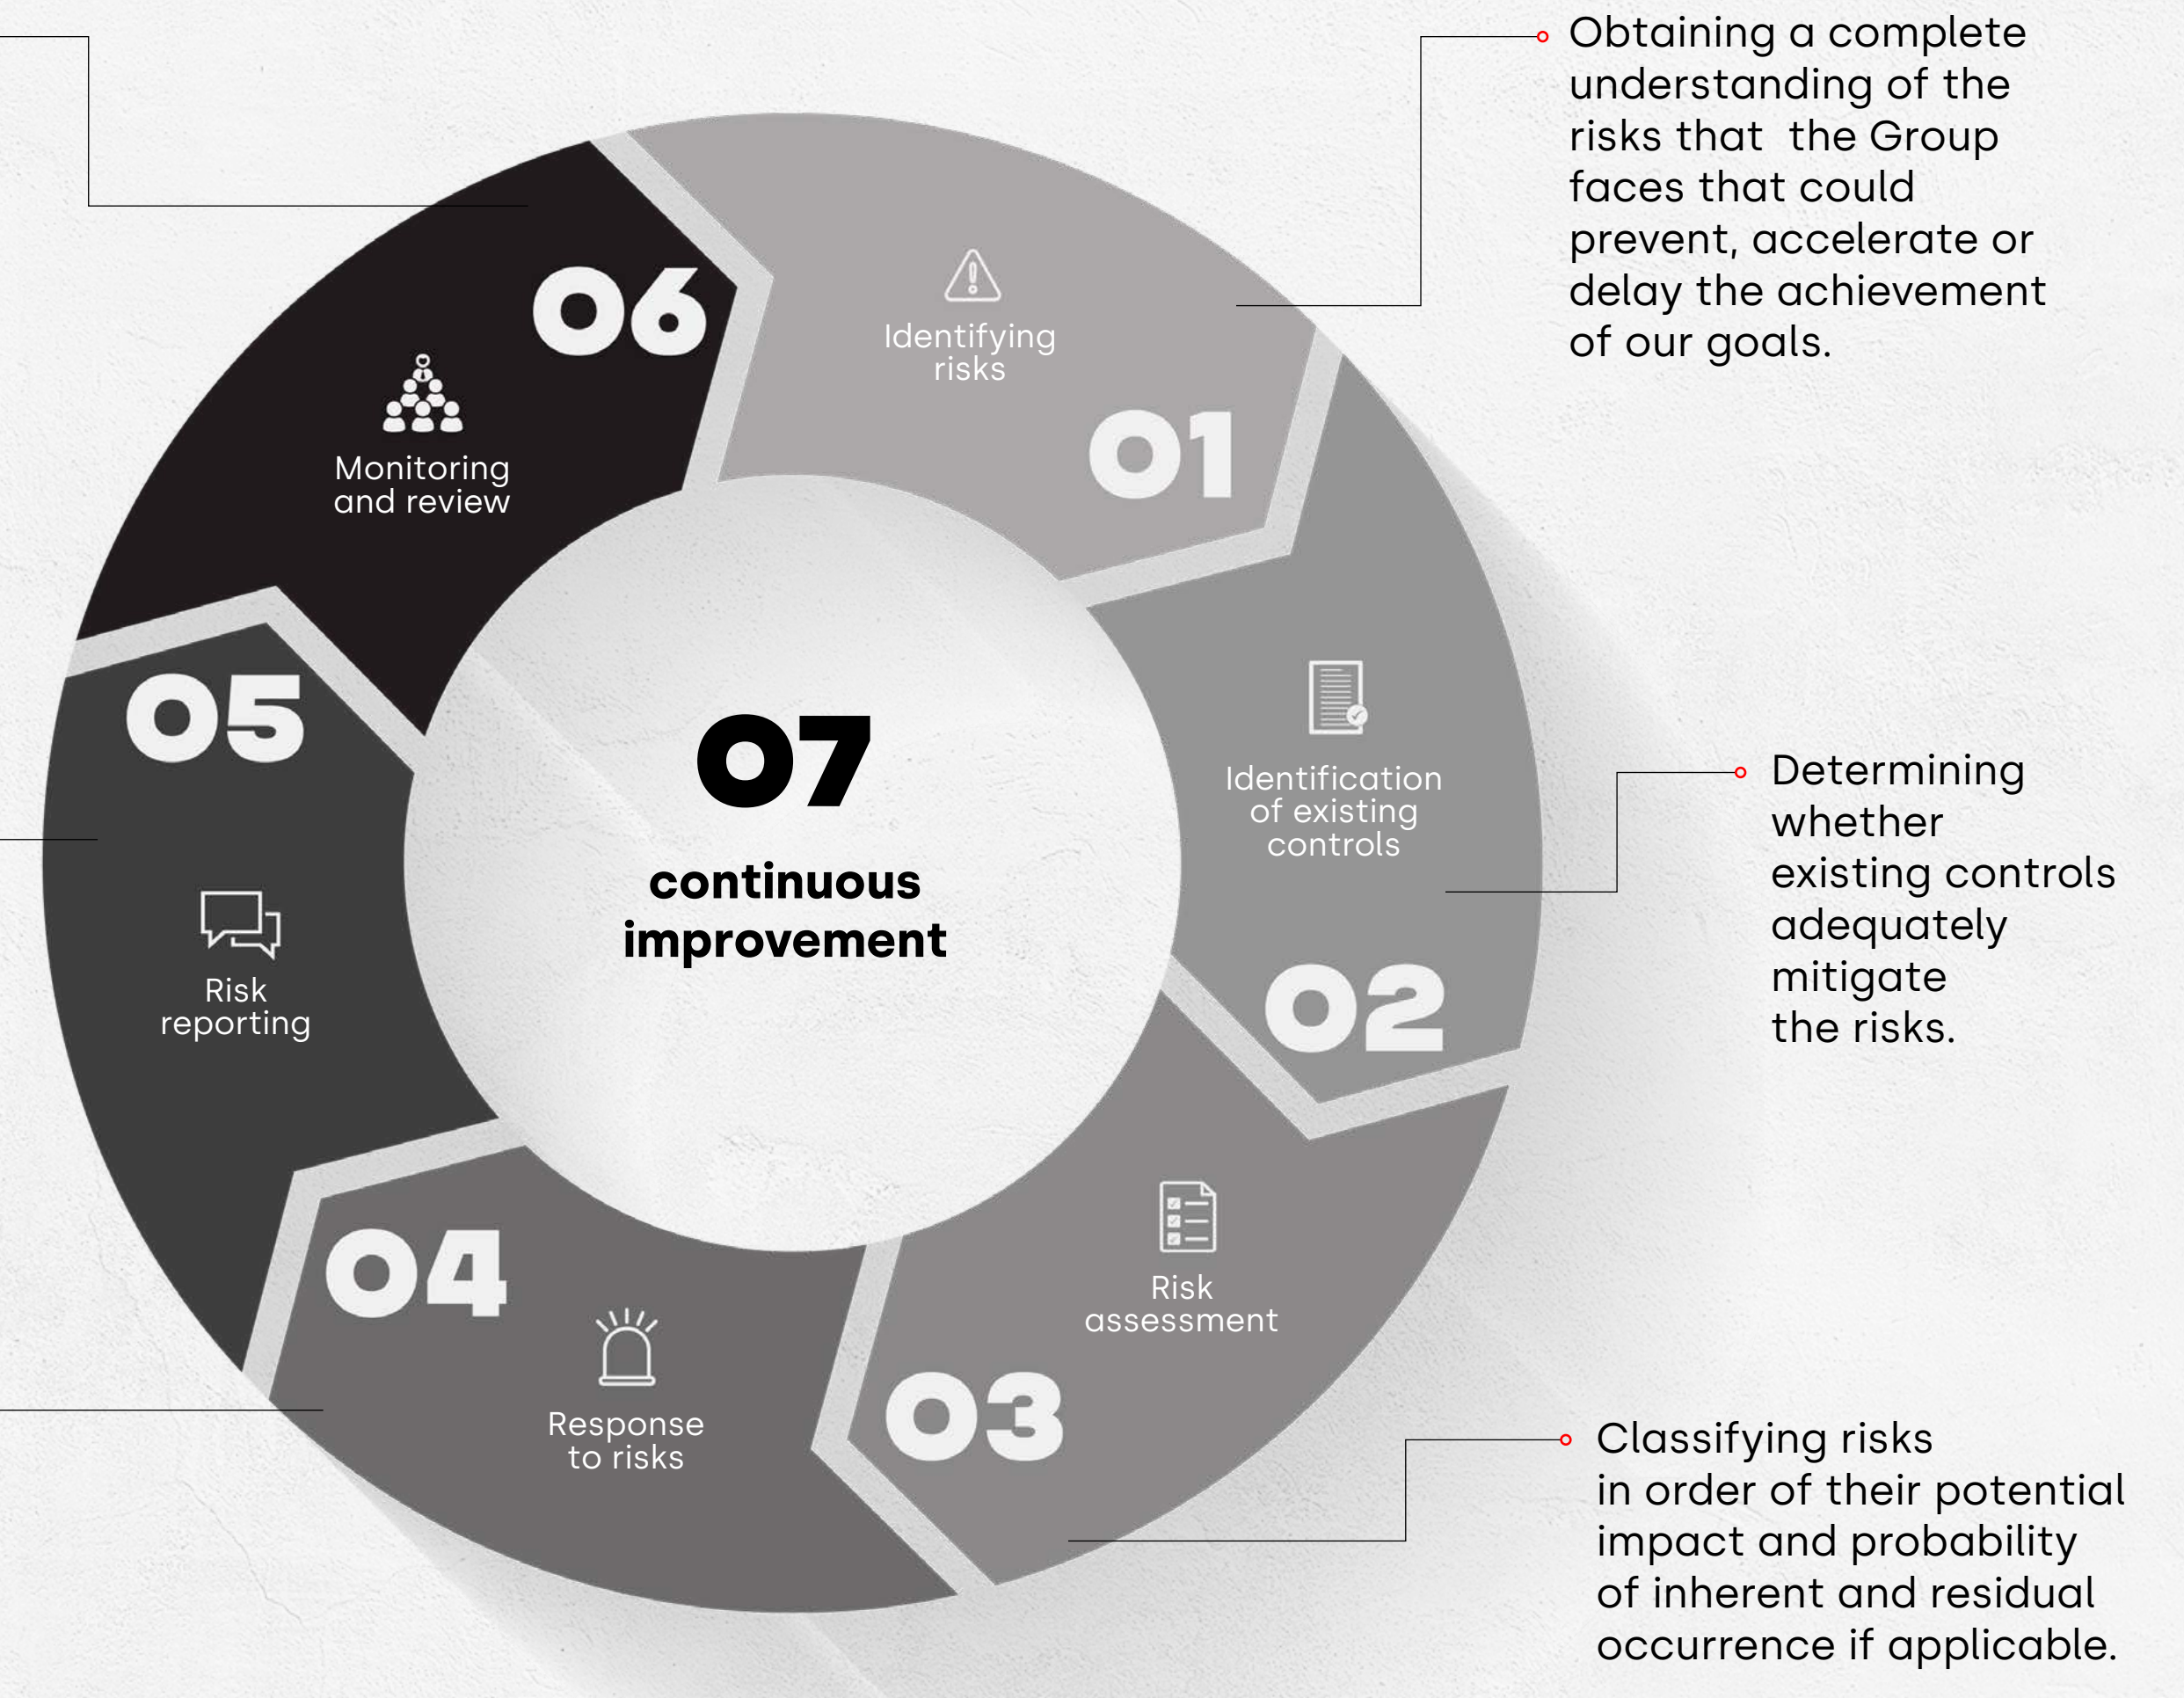 Obtaining a complete
understanding of the
risks that the Group
faces that could
prevent, accelerate or
delay the achievement
of our goals.
Identifying
risks
01
Identification
of existing
controls
02
Determining
whether
existing controls
adequately
mitigate
the risks.
Risk
assessment
03
Classifying risks
in order of their potential
impact and probability
of inherent and residual
occurrence if applicable.
04
Response
to risks
05
Risk
reporting
06
Monitoring
and review
07
continuous
improvement